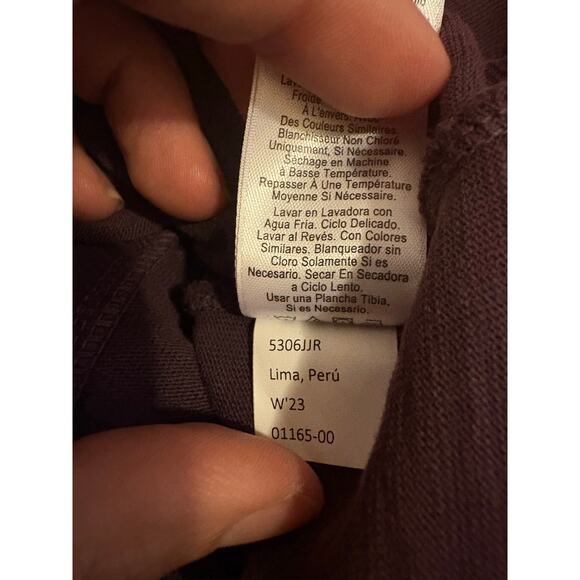 Froide
À L'envers. Avec
Des Couleurs Similaires.
Blanchisseur Non Chloré
Uniquement, Si Nécessaire.
Séchage en Machine
à Basse Température.
Repasser À Une Température
Moyenne Si Nécessaire.
Lavar en Lavadora con
Agua Fria. Ciclo Delicado.
Lavar al Revés. Con Colores
Similares. Blanqueador sin
Cloro Solamente Si es
Necesario. Secar En Secadora
a Ciclo Lento.
Usar una Plancha Tibia,
Si es Necesario.
5306JJR
Lima, Perú
W'23
01165-00